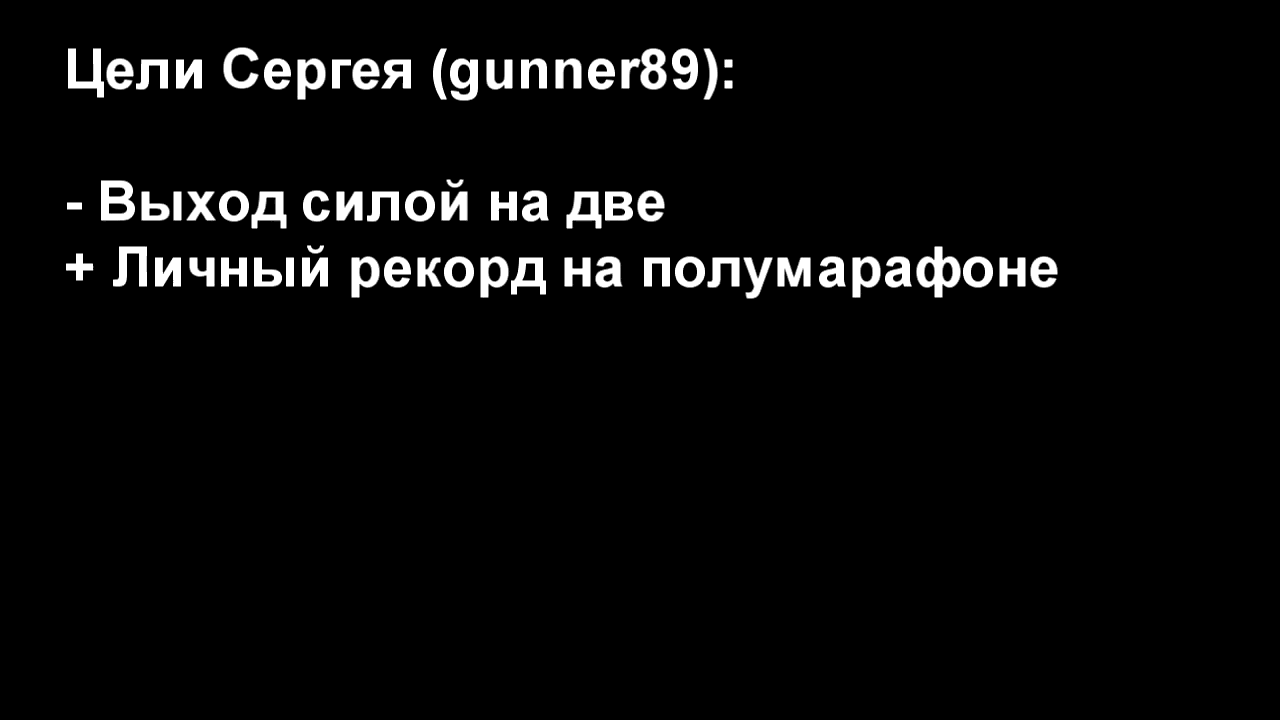 Цели Сергея (gunner89):
- Выход силой на две
+ Личный рекорд на полумарафоне